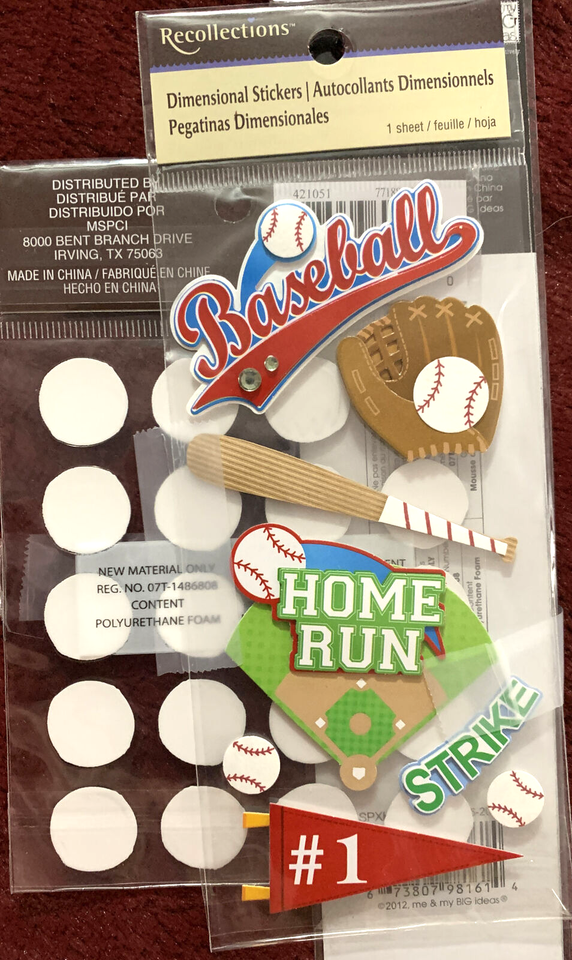 Recollections™
Dimensional Stickers | Autocollants Dimensionnels
Pegatinas Dimensionales
1 sheet / feuille / hoja
DISTRIBUTED BY
DISTRIBUÉ PAR
DISTRIBUIDO POR
MSPCI
8000 BENT BRANCH DRIVE
IRVING, TX 75063
MADE IN CHINA / FABRIQUÉ EN CHINE
HECHO EN CHINA
421051
Baseball
NEW MATERIAL ONLY
REG. NO. 07T-1486808
CONTENT
POLYURETHANE FOAM
HOME
RUN
STRIKE
#1
6 73807 98161 4
©2012, me & my BIG ideas®